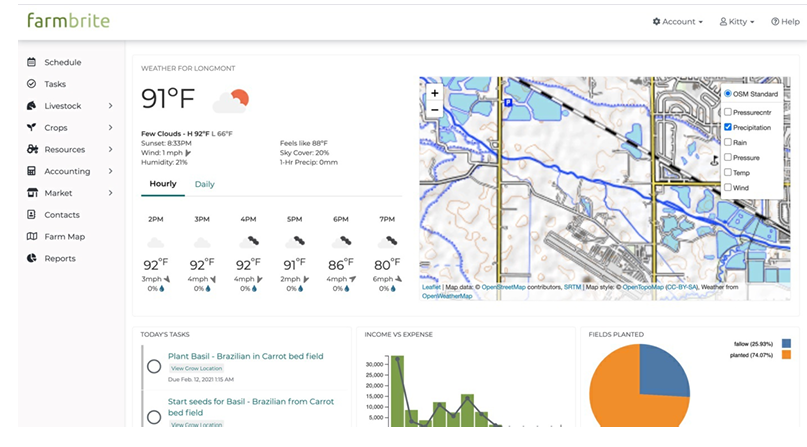 farmbrite
Account
Kitty
Help
Schedule
Tasks
Livestock
Crops
Resources
Accounting
Market
Contacts
Farm Map
Reports
WEATHER FOR LONGMONT
91°F
Few Clouds - H 92°F L 66°F
Sunset: 8:33PM
Wind: 1 mph
Humidity: 21%
Feels like 88°F
Sky Cover: 20%
1-Hr Precip: 0mm
Hourly Daily
2PM 3PM 4PM 5PM 6PM 7PM
92°F 92°F 92°F 91°F 86°F 80°F
3mph 4mph 4mph 2mph 4mph 6mph
0% 0% 0% 0% 0% 0%
+
−
P
OSM Standard
Pressurecntr
Precipitation
Rain
Pressure
Temp
Wind
Leaflet | Map data: © OpenStreetMap contributors, SRTM | Map style: © OpenTopoMap (CC-BY-SA), Weather from
OpenWeatherMap
TODAY'S TASKS
Plant Basil - Brazilian in Carrot bed field
View Grow Location
Due Feb. 12, 2021 1:15 AM
Start seeds for Basil - Brazilian from Carrot
bed field
View Grow Location
INCOME VS EXPENSE
30,000
25,000
20,000
15,000
10,000
5,000
FIELDS PLANTED
fallow (25.93%)
planted (74.07%)